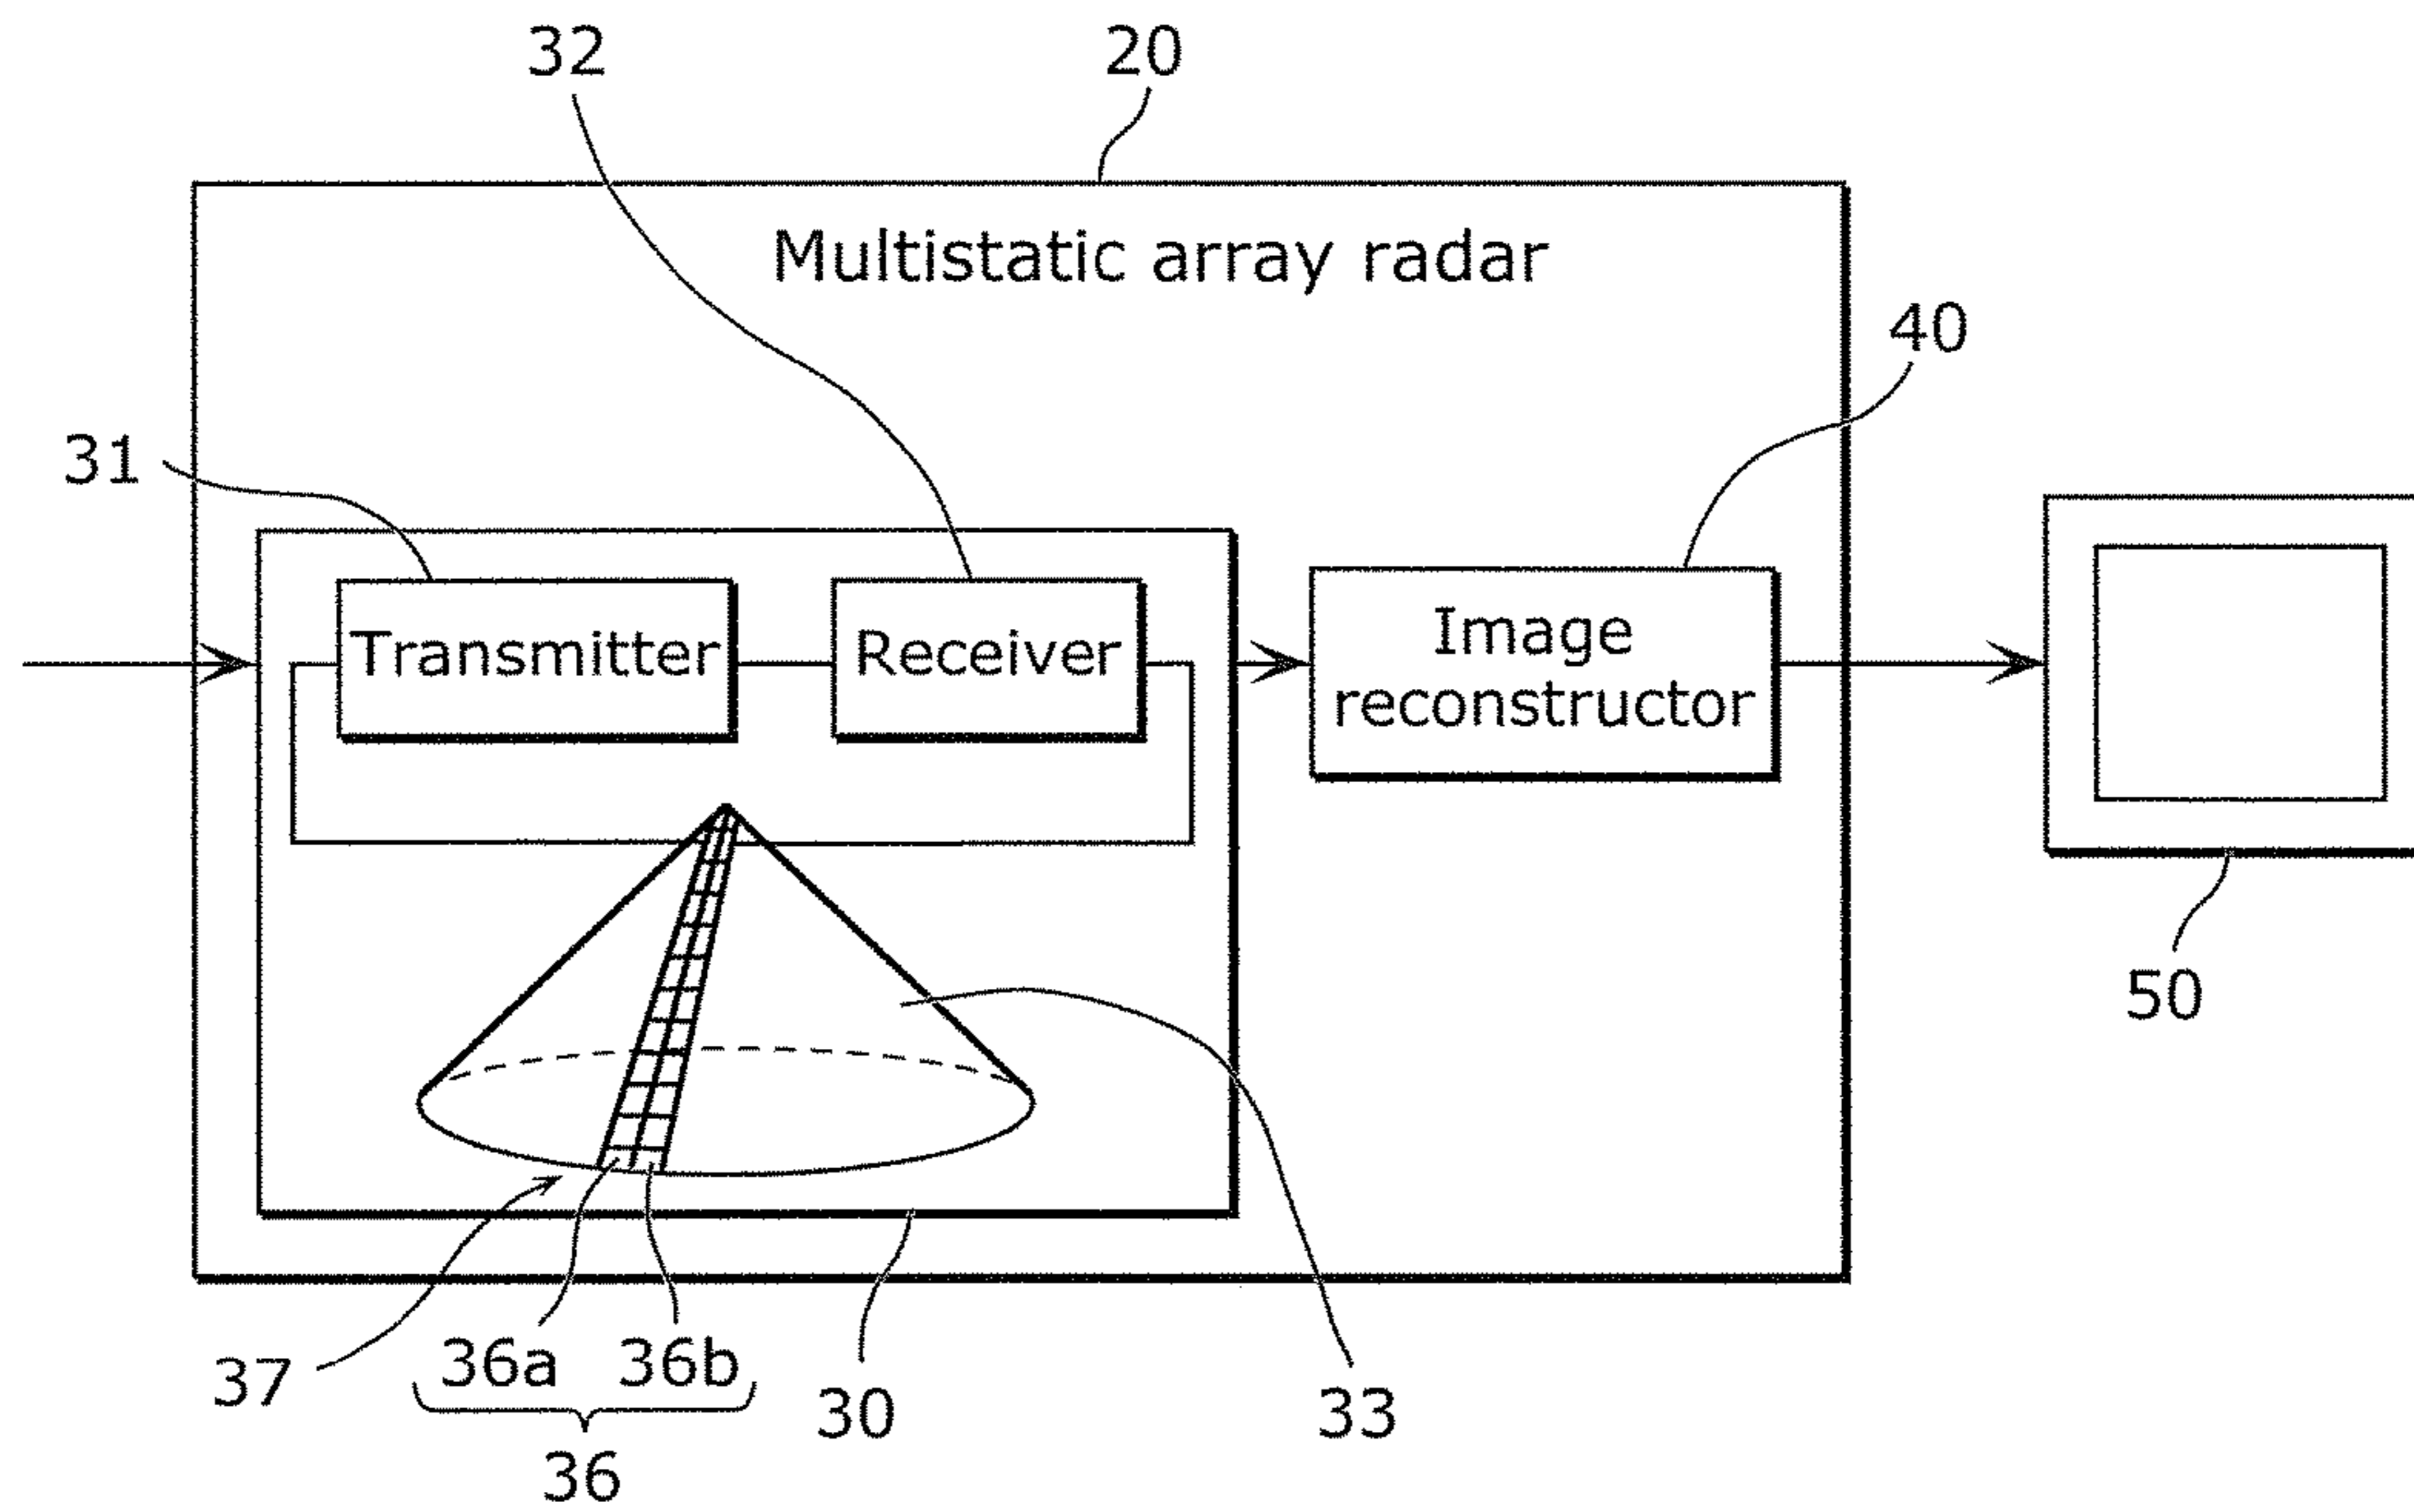 32
20
Multistatic array radar
40
31
Transmitter
Receiver
Image
reconstructor
50
37
36a
36b
30
33
36